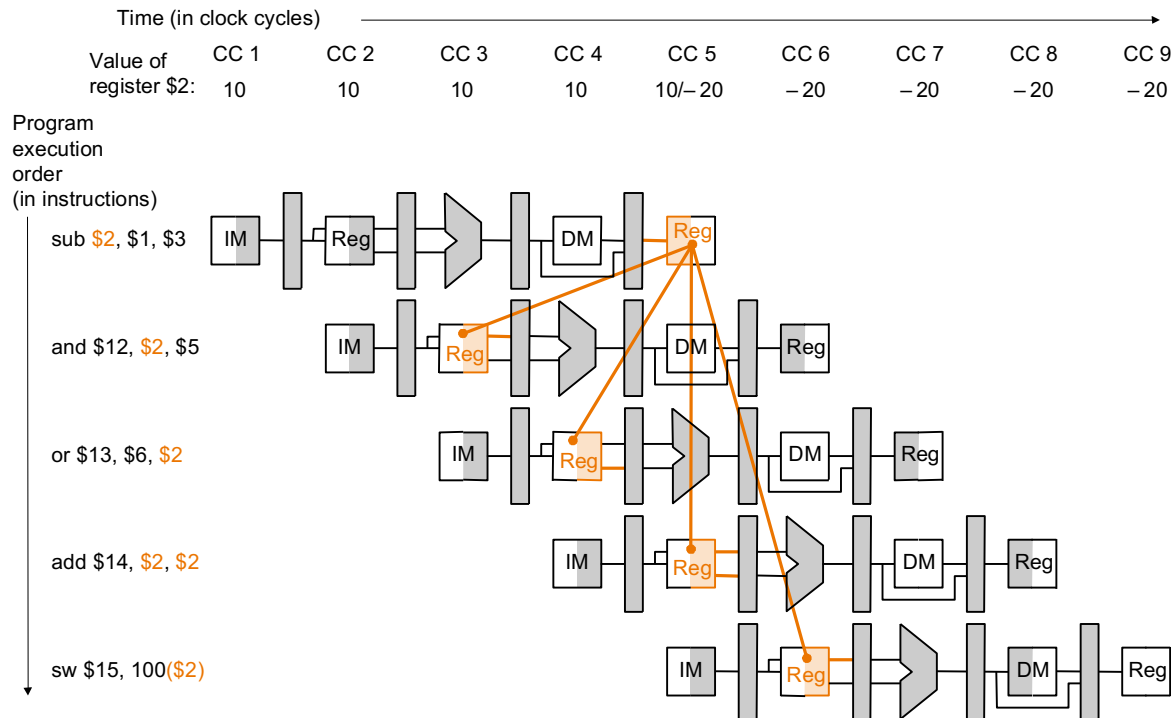 Time (in clock cycles)
CC 1 CC 2 CC 3 CC 4 CC 5 CC 6 CC 7 CC 8 CC 9
Value of
register $2:
10 10 10 10 10/– 20 – 20 – 20 – 20 – 20
Program
execution
order
(in instructions)
sub $2, $1, $3
IM Reg DM Reg
and $12, $2, $5
IM Reg DM Reg
or $13, $6, $2
IM Reg DM Reg
add $14, $2, $2
IM Reg DM Reg
sw $15, 100($2)
IM Reg DM Reg